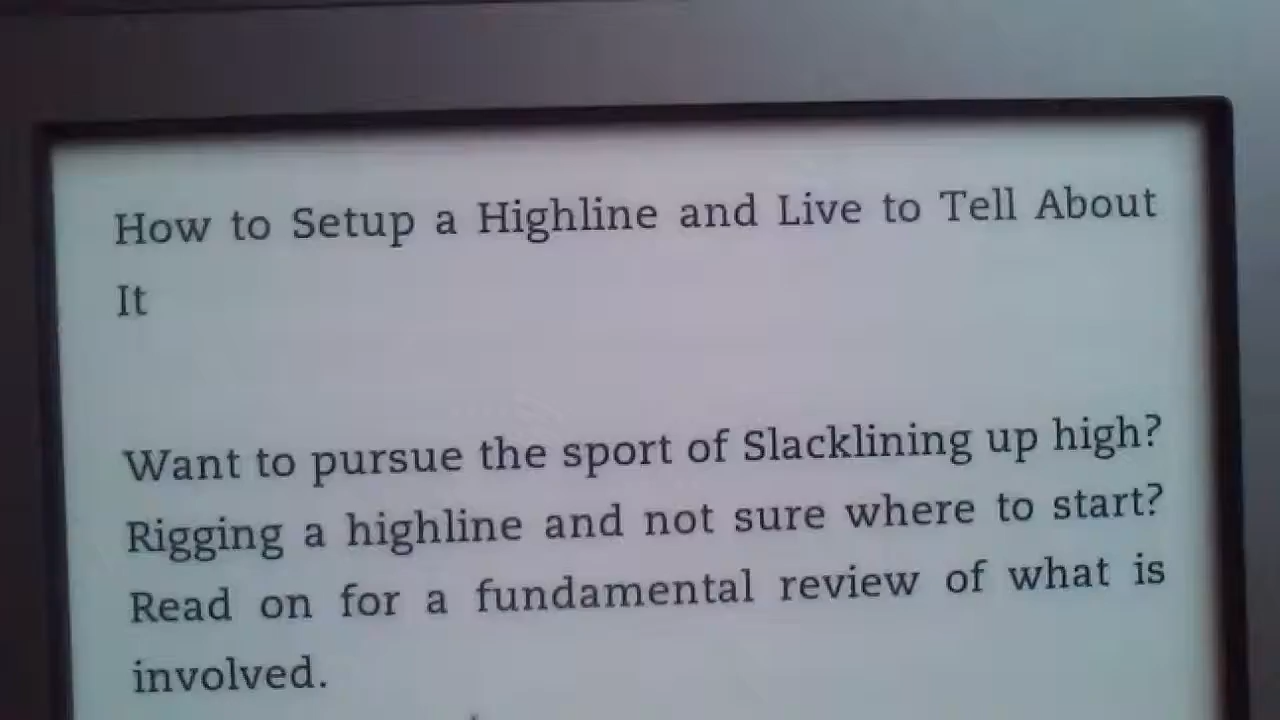 How to Setup a Highline and Live to Tell About
It
Want to pursue the sport of Slacklining up high?
Rigging a highline and not sure where to start?
Read on for a fundamental review of what is
involved.